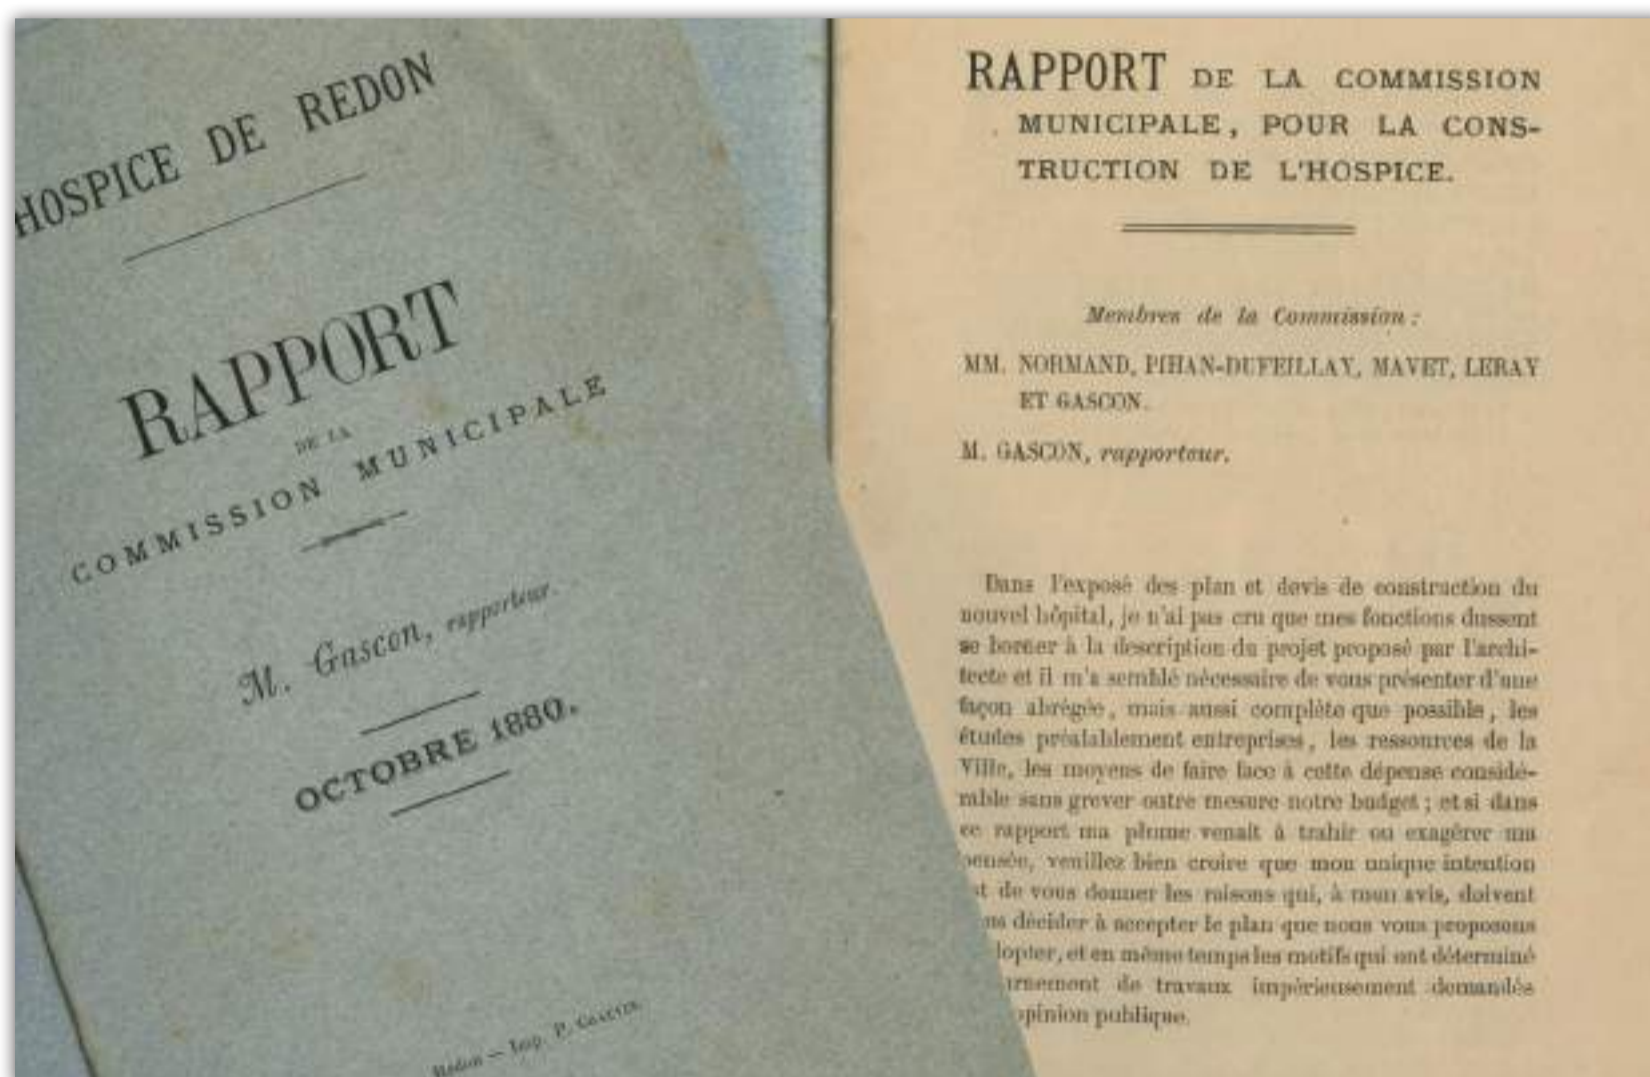 HOSPICE DE REDON
RAPPORT
DE LA
COMMISSION MUNICIPALE
M. Gascon, rapporteur.
OCTOBRE 1880.
Redon — Imp. P.
RAPPORT DE LA COMMISSION
MUNICIPALE, POUR LA CONS-
TRUCTION DE L'HOSPICE.
Membres de la Commission :
MM. NORMAND, PIHAN-DUFEILLAY, MAVET, LERAY
ET GASCON.
M. GASCON, rapporteur.
Dans l'exposé des plan et devis de construction du
nouvel hôpital, je n'ai pas cru que mes fonctions dussent
se borner à la description du projet proposé par l'archi-
tecte et il m'a semblé nécessaire de vous présenter d'une
façon abrégée, mais aussi complète que possible, les
études préalablement entreprises, les ressources de la
Ville, les moyens de faire face à cette dépense considé-
rable sans grever outre mesure notre budget ; et si dans
ce rapport ma plume venait à trahir ou exagérer ma
pensée, veuillez bien croire que mon unique intention
st de vous donner les raisons qui, à mon avis, doivent
us décider à accepter le plan que nous vous proposons
lopter, et en même temps les motifs qui ont déterminé
urnement de travaux impérieusement demandés
opinion publique.